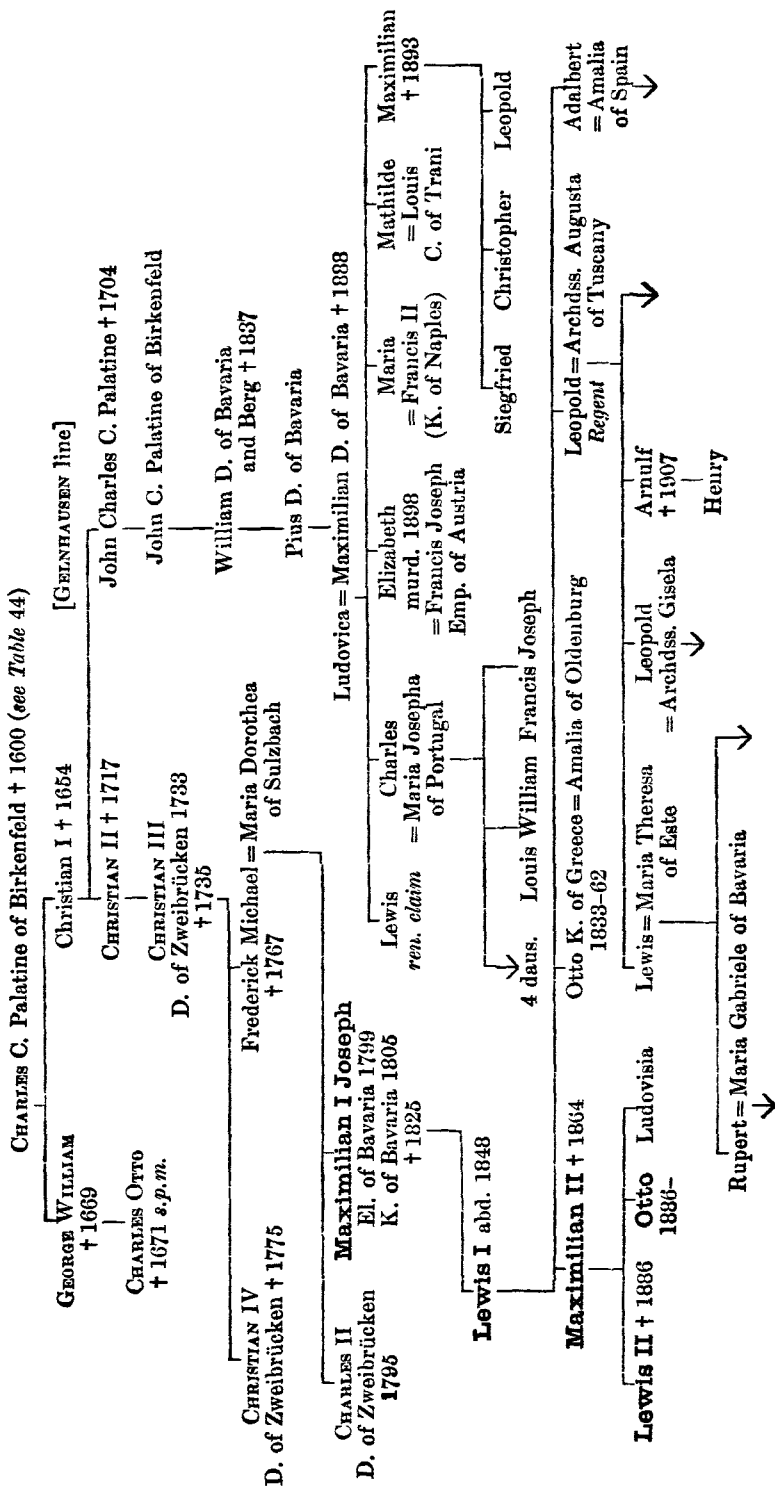 CHARLES C. PALATINE OF BIRKENFELD † 1600 (see Table 44)
GEORGE WILLIAM
† 1669
Christian I † 1654
[GELNHAUSEN line]
CHARLES OTTO
† 1671 s.p.m.
CHRISTIAN II † 1717
John Charles C. Palatine † 1704
CHRISTIAN III
D. of Zweibrücken 1733
† 1735
John C. Palatine of Birkenfeld
CHRISTIAN IV
D. of Zweibrücken † 1775
Frederick Michael = Maria Dorothea
† 1767
of Sulzbach
William D. of Bavaria
and Berg † 1837
Pius D. of Bavaria
CHARLES II
D. of Zweibrücken
1795
Maximilian I Joseph
El. of Bavaria 1799
K. of Bavaria 1805
† 1825
Ludovica = Maximilian D. of Bavaria † 1888
Lewis
ren. claim
Charles
= Maria Josepha
of Portugal
Elizabeth
murd. 1898
= Francis Joseph
Emp. of Austria
Maria
= Francis II
(K. of Naples)
Mathilde
= Louis
C. of Trani
Maximilian
† 1893
Lewis I abd. 1848
4 daus. Louis William Francis Joseph
Siegfried Christopher Leopold
Maximilian II † 1864
Otto K. of Greece = Amalia of Oldenburg
1833-62
Leopold = Archdss. Augusta
Regent
of Tuscany
Adalbert
= Amalia
of Spain
Lewis II † 1886
Otto
1886-
Ludovisia
Lewis = Maria Theresa
of Este
Leopold
= Archdss. Gisela
Arnulf
† 1907
Henry
Rupert = Maria Gabriele of Bavaria